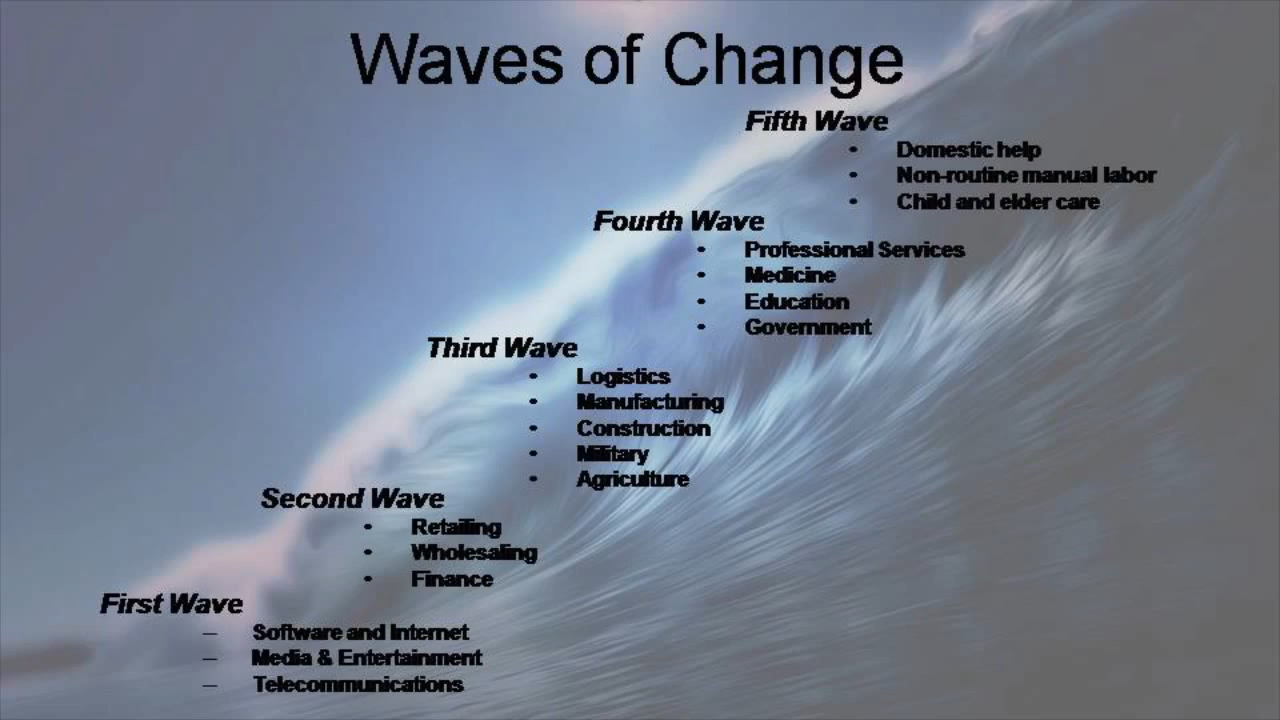 Waves of Change
Fifth Wave
• Domestic help
• Non-routine manual labor
• Child and elder care
Fourth Wave
• Professional Services
• Medicine
• Education
• Government
Third Wave
• Logistics
• Manufacturing
• Construction
• Military
• Agriculture
Second Wave
• Retailing
• Wholesaling
• Finance
First Wave
– Software and Internet
– Media & Entertainment
– Telecommunications